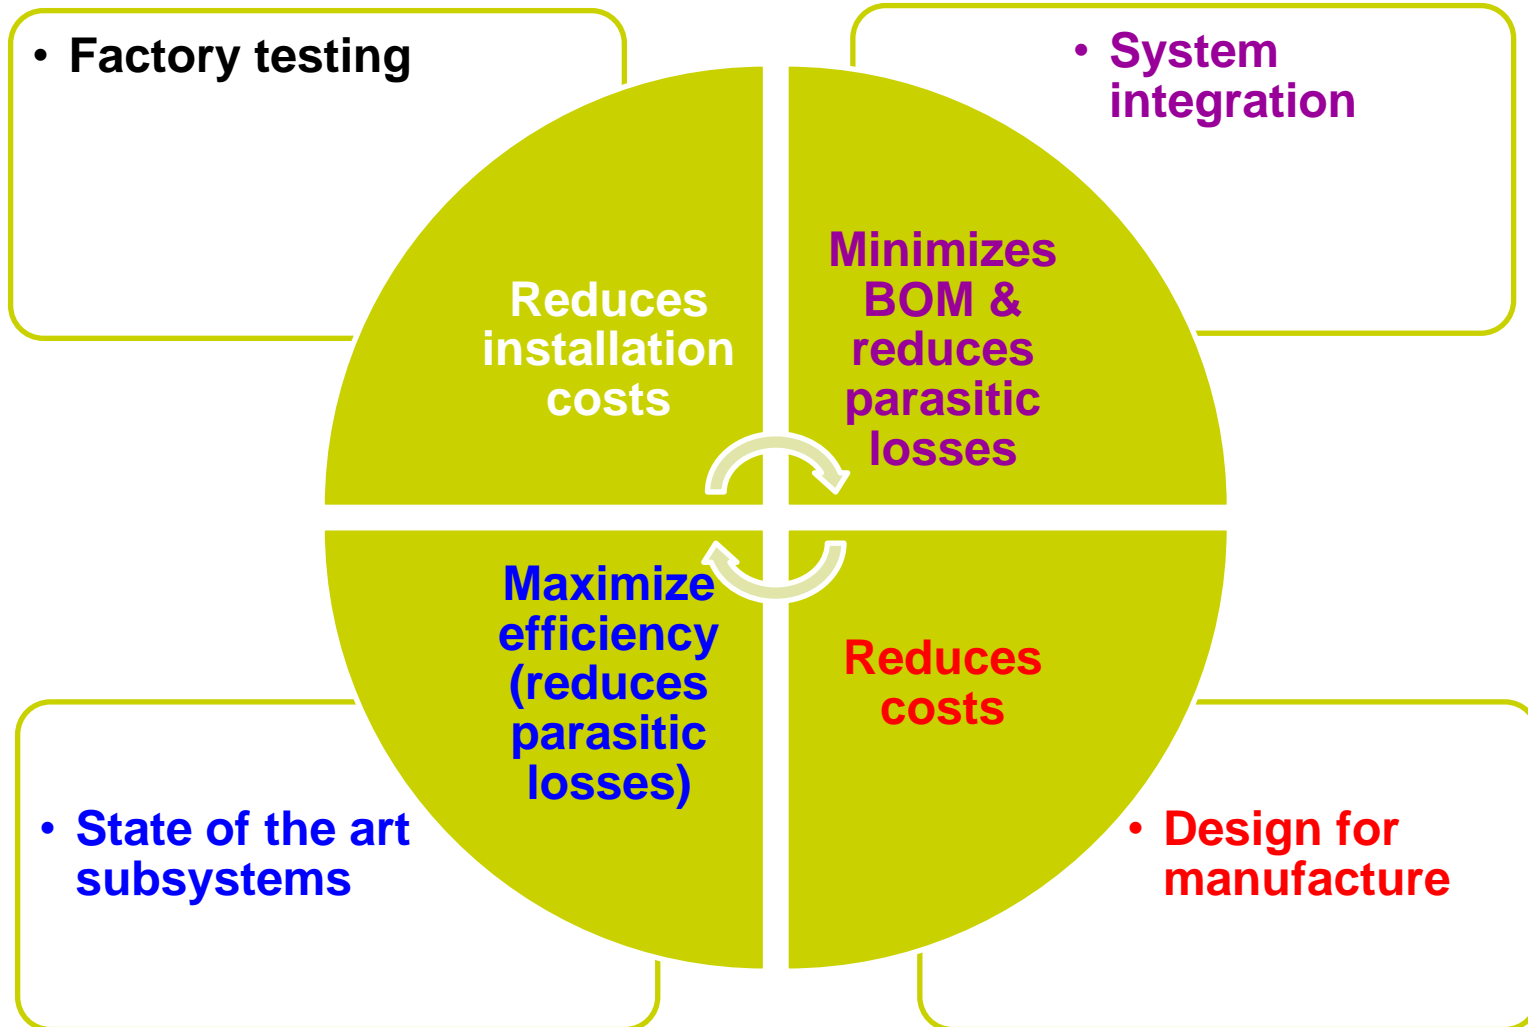 • Factory testing
• System
integration
Reduces
installation
costs
Minimizes
BOM &
reduces
parasitic
losses
Maximize
efficiency
(reduces
parasitic
losses)
Reduces
costs
• State of the art
subsystems
• Design for
manufacture